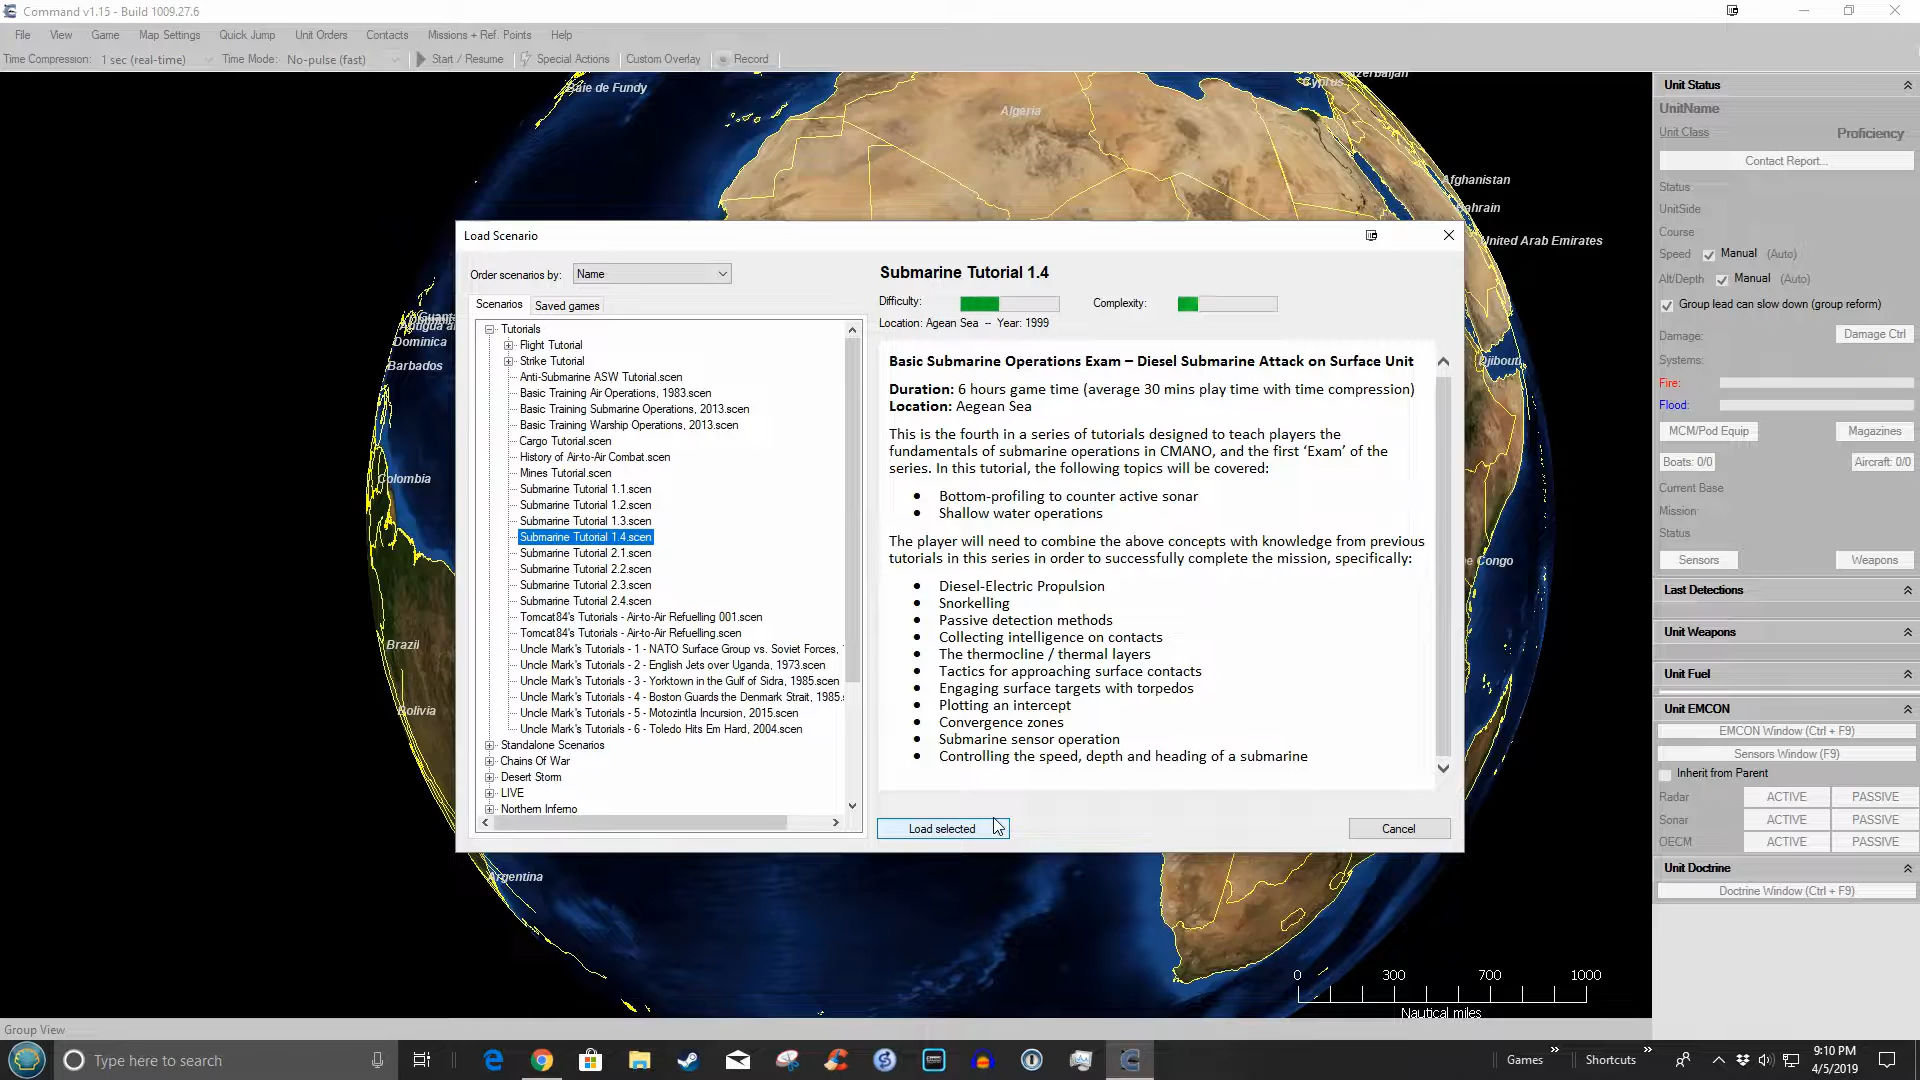 Command v1.15 - Build 1009.27.6
File View Game Map Settings Quick Jump Unit Orders Contacts Missions + Ref. Points Help
Time Compression: 1 sec (real-time) Time Mode: No-pulse (fast) Start / Resume Special Actions Custom Overlay Record
Baie de Fundy
Algeria
Cyprus
Azerbaijan
Afghanistan
Bahrain
United Arab Emirates
Djibouti
Dominica
Barbados
Colombia
Brazil
Bolivia
Argentina
e Congo
Load Scenario
Order scenarios by: Name
Scenarios Saved games
Tutorials
Flight Tutorial
Strike Tutorial
Anti-Submarine ASW Tutorial.scen
Basic Training Air Operations, 1983.scen
Basic Training Submarine Operations, 2013.scen
Basic Training Warship Operations, 2013.scen
Cargo Tutorial.scen
History of Air-to-Air Combat.scen
Mines Tutorial.scen
Submarine Tutorial 1.1.scen
Submarine Tutorial 1.2.scen
Submarine Tutorial 1.3.scen
Submarine Tutorial 1.4.scen
Submarine Tutorial 2.1.scen
Submarine Tutorial 2.2.scen
Submarine Tutorial 2.3.scen
Submarine Tutorial 2.4.scen
Tomcat84's Tutorials - Air-to-Air Refuelling 001.scen
Tomcat84's Tutorials - Air-to-Air Refuelling.scen
Uncle Mark's Tutorials - 1 - NATO Surface Group vs. Soviet Forces,
Uncle Mark's Tutorials - 2 - English Jets over Uganda, 1973.scen
Uncle Mark's Tutorials - 3 - Yorktown in the Gulf of Sidra, 1985.scen
Uncle Mark's Tutorials - 4 - Boston Guards the Denmark Strait, 1985.s
Uncle Mark's Tutorials - 5 - Motozintla Incursion, 2015.scen
Uncle Mark's Tutorials - 6 - Toledo Hits Em Hard, 2004.scen
Standalone Scenarios
Chains Of War
Desert Storm
LIVE
Northern Inferno
Submarine Tutorial 1.4
Difficulty: Complexity:
Location: Agean Sea -- Year: 1999
Basic Submarine Operations Exam – Diesel Submarine Attack on Surface Unit
Duration: 6 hours game time (average 30 mins play time with time compression)
Location: Aegean Sea
This is the fourth in a series of tutorials designed to teach players the
fundamentals of submarine operations in CMANO, and the first ‘Exam’ of the
series. In this tutorial, the following topics will be covered:
• Bottom-profiling to counter active sonar
• Shallow water operations
The player will need to combine the above concepts with knowledge from previous
tutorials in this series in order to successfully complete the mission, specifically:
• Diesel-Electric Propulsion
• Snorkelling
• Passive detection methods
• Collecting intelligence on contacts
• The thermocline / thermal layers
• Tactics for approaching surface contacts
• Engaging surface targets with torpedos
• Plotting an intercept
• Convergence zones
• Submarine sensor operation
• Controlling the speed, depth and heading of a submarine
Load selected Cancel
Unit Status
UnitName
Unit Class Proficiency
Contact Report...
Status
UnitSide
Course
Speed Manual (Auto)
Alt/Depth Manual (Auto)
Group lead can slow down (group reform)
Damage: Damage Ctrl
Systems:
Fire:
Flood:
MCM/Pod Equip Magazines
Boats: 0/0 Aircraft: 0/0
Current Base
Mission:
Status
Sensors Weapons
Last Detections
Unit Weapons
Unit Fuel
Unit EMCON
EMCON Window (Ctrl + F9)
Sensors Window (F9)
Inherit from Parent
Radar ACTIVE PASSIVE
Sonar ACTIVE PASSIVE
OECM ACTIVE PASSIVE
Unit Doctrine
Doctrine Window (Ctrl + F9)
0 300 700 1000
Nautical miles
Group View
Type here to search
Games Shortcuts
9:10 PM
4/5/2019